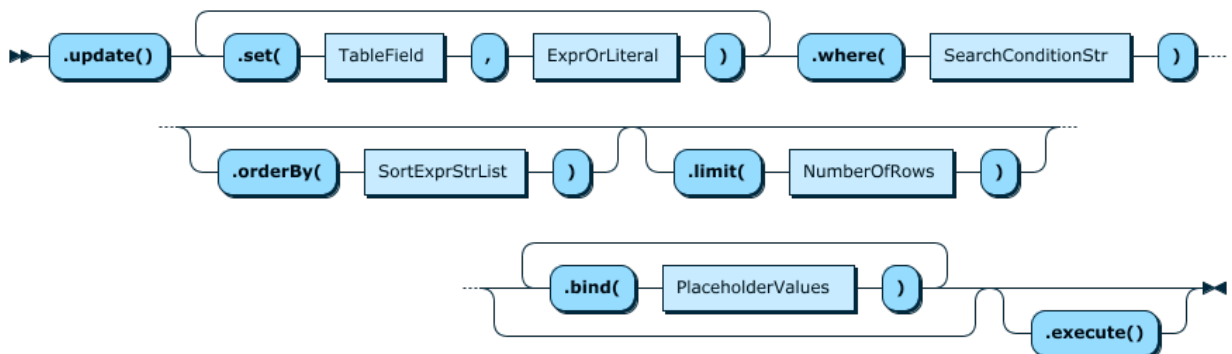 .update() .set( TableField , ExprOrLiteral ) .where( SearchConditionStr )
.orderBy( SortExprStrList ) .limit( NumberOfRows )
.bind( PlaceholderValues )
.execute()